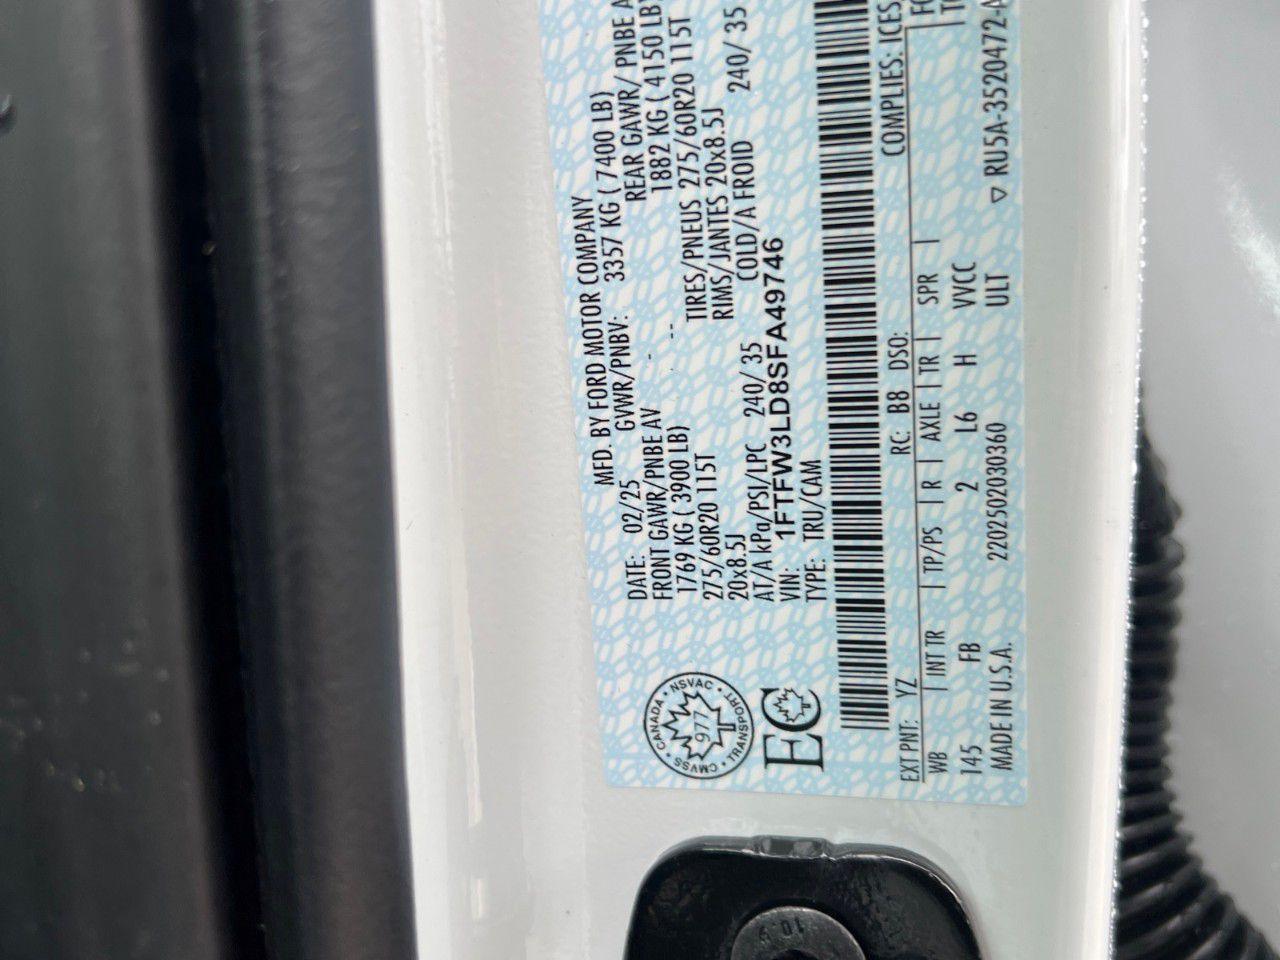 MFD. BY FORD MOTOR COMPANY
DATE: 02/25 GVWR/PNBV: 3357 KG ( 7400 LB)
FRONT GAWR/PNBE AV - REAR GAWR/ PNBE A
1769 KG ( 3900 LB) -- 1882 KG ( 4150 LB
275/60R20 115T TIRES/PNEUS 275/60R20 115T
20x8.5J RIMS/JANTES 20x8.5J
AT/A kPa/PSI/LPC 240/ 35 COLD/A FROID 240/ 35
VIN: 1FTFW3LD8SFA49746
TYPE: TRU/CAM
COMPLIES: ICES
EXT PNT: YZ RC: B8 DSO:
WB INT TR TP/PS R AXLE TR SPR
145 FB 2 L6 H VVCC
MADE IN U.S.A. 2202502030360 ULT ▽ RU5A-3520472-
CANADA • NSVAC • TRANSPORT • CMVSS •
977
EC
10.9